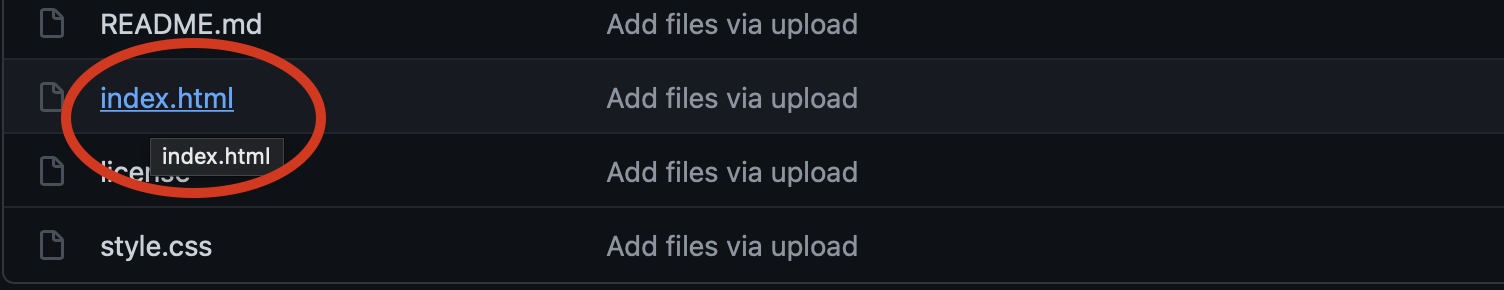 README.md Add files via upload
index.html Add files via upload
index.html
license Add files via upload
style.css Add files via upload